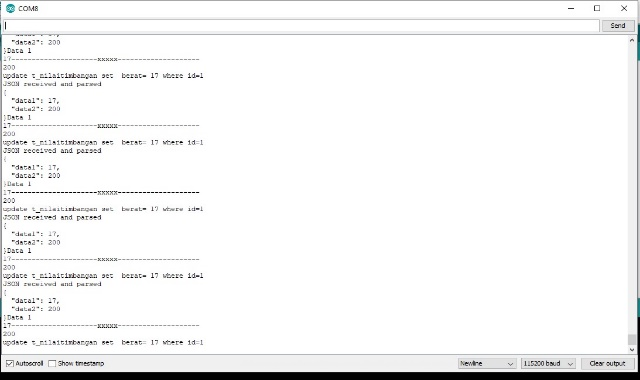 COM8
Send
"data2": 200
}Data 1
17---------------------xxxxx--------------------
200
update t_nilaitimbangan set  berat= 17 where id=1
JSON received and parsed
{
"data1": 17,
"data2": 200
}Data 1
17---------------------xxxxx--------------------
200
update t_nilaitimbangan set  berat= 17 where id=1
JSON received and parsed
{
"data1": 17,
"data2": 200
}Data 1
17---------------------xxxxx--------------------
200
update t_nilaitimbangan set  berat= 17 where id=1
JSON received and parsed
{
"data1": 17,
"data2": 200
}Data 1
17---------------------xxxxx--------------------
200
update t_nilaitimbangan set  berat= 17 where id=1
JSON received and parsed
{
"data1": 17,
"data2": 200
}Data 1
17---------------------xxxxx--------------------
200
update t_nilaitimbangan set  berat= 17 where id=1
Autoscroll Show timestamp Newline 115200 baud Clear output